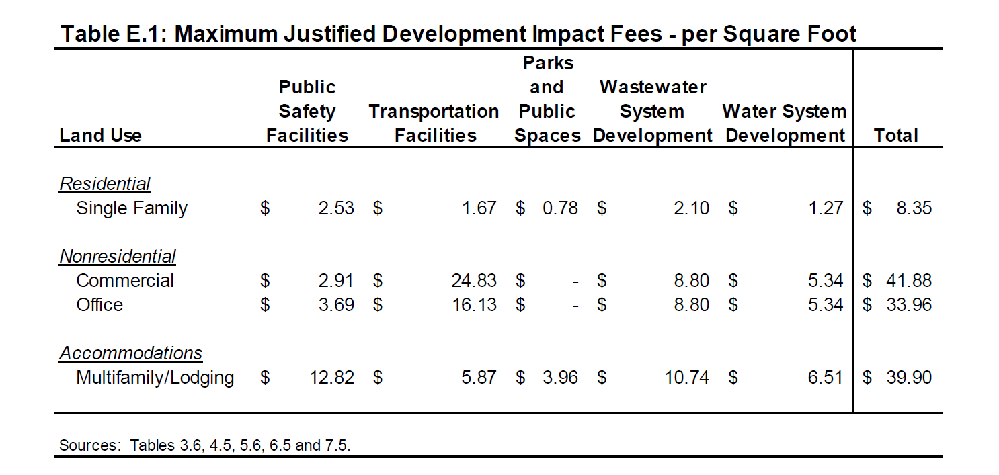 Table E.1: Maximum Justified Development Impact Fees - per Square Foot
Parks
Public and Wastewater
Safety Transportation Public System Water System
Land Use Facilities Facilities Spaces Development Development Total
Residential
Single Family $ 2.53 $ 1.67 $ 0.78 $ 2.10 $ 1.27 $ 8.35
Nonresidential
Commercial $ 2.91 $ 24.83 $ - $ 8.80 $ 5.34 $ 41.88
Office $ 3.69 $ 16.13 $ - $ 8.80 $ 5.34 $ 33.96
Accommodations
Multifamily/Lodging $ 12.82 $ 5.87 $ 3.96 $ 10.74 $ 6.51 $ 39.90
Sources: Tables 3.6, 4.5, 5.6, 6.5 and 7.5.